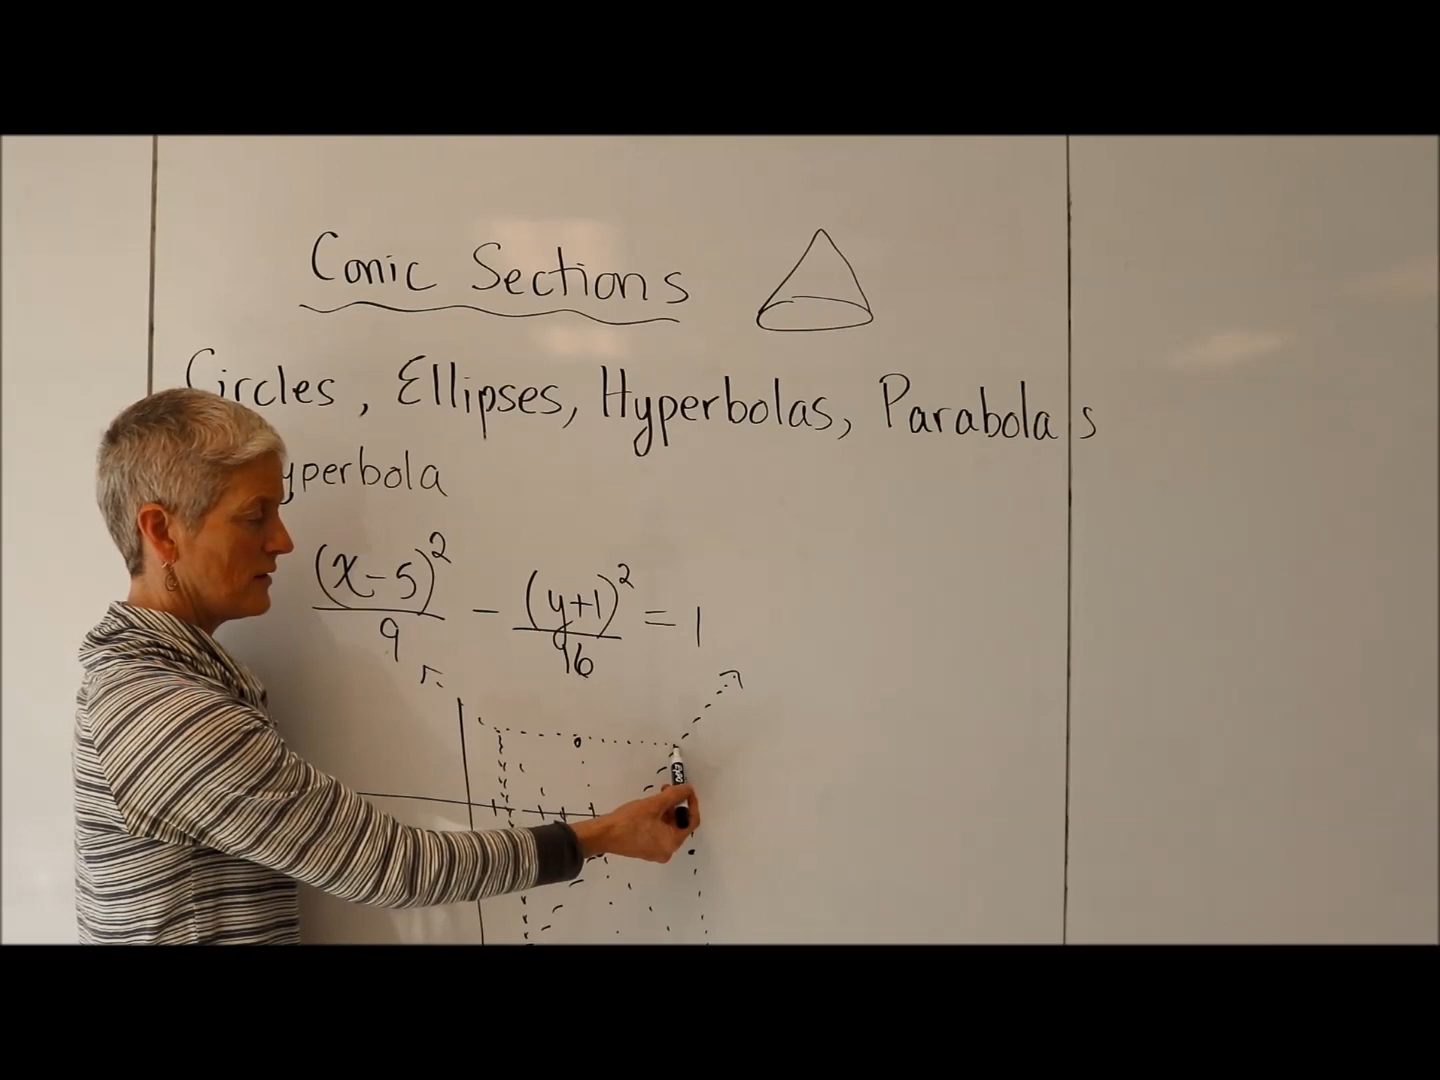 Conic Sections
Circles, Ellipses, Hyperbolas, Parabolas
yperbola
(x-5)² / 9 - (y+1)² / 16 = 1